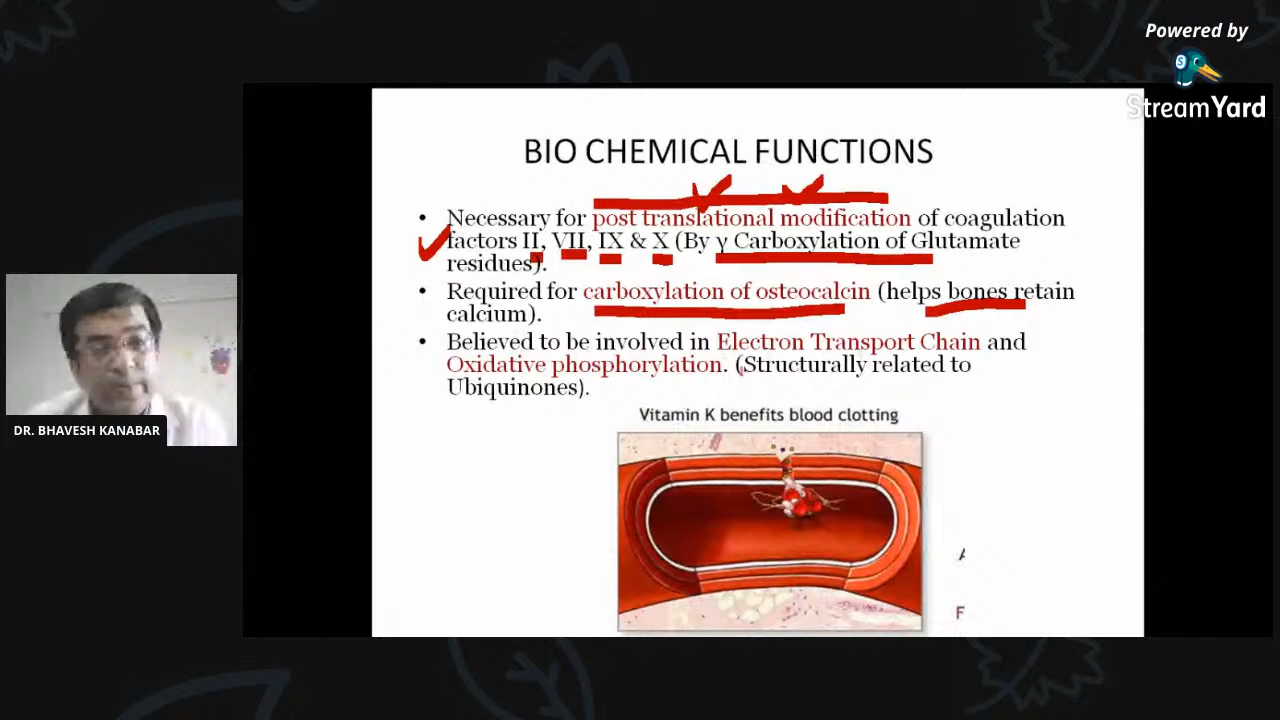 Powered by
StreamYard
BIO CHEMICAL FUNCTIONS
• Necessary for post translational modification of coagulation
factors II, VII, IX & X (By γ Carboxylation of Glutamate
residues).
• Required for carboxylation of osteocalcin (helps bones retain
calcium).
• Believed to be involved in Electron Transport Chain and
Oxidative phosphorylation. (Structurally related to
Ubiquinones).
Vitamin K benefits blood clotting
DR. BHAVESH KANABAR
F